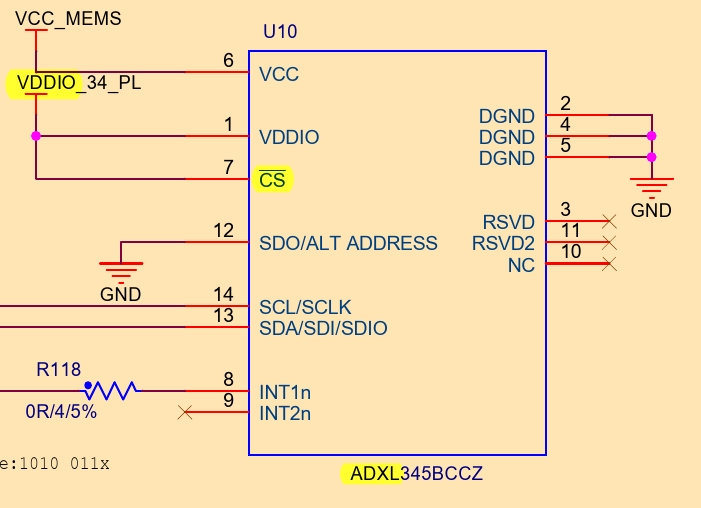 VCC_MEMS
U10
6
VCC
VDDIO_34_PL
1
VDDIO
7
CS
12
SDO/ALT ADDRESS
GND
14
SCL/SCLK
13
SDA/SDI/SDIO
R118
0R/4/5%
8
INT1n
9
INT2n
2
DGND
4
DGND
5
DGND
GND
3
RSVD
11
RSVD2
10
NC
e:1010 011x
ADXL345BCCZ